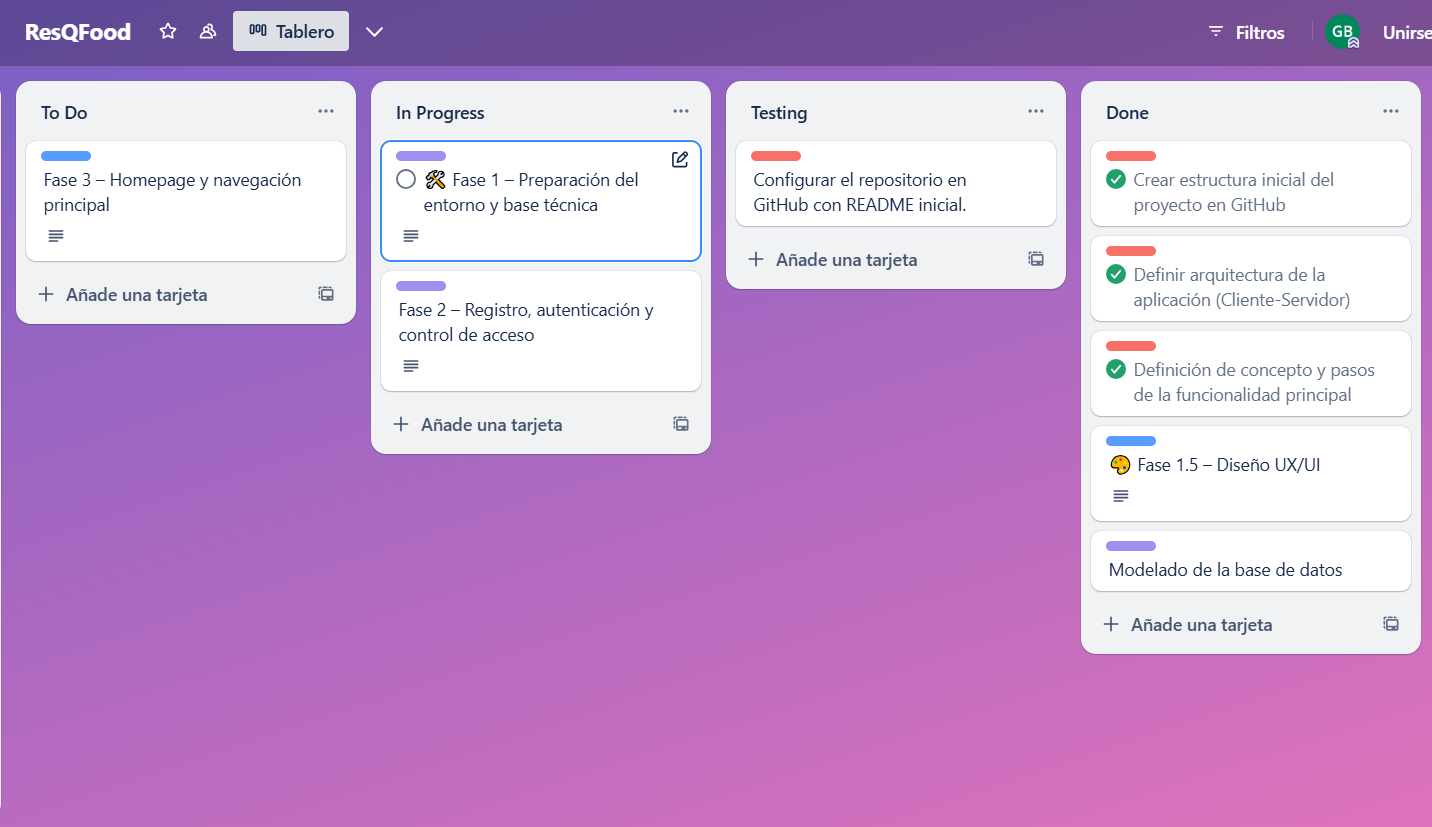 ResQFood
Tablero
Filtros
GB
Unirse
To Do
Fase 3 – Homepage y navegación
principal
Añade una tarjeta
In Progress
🛠 Fase 1 – Preparación del
entorno y base técnica
Fase 2 – Registro, autenticación y
control de acceso
Añade una tarjeta
Testing
Configurar el repositorio en
GitHub con README inicial.
Añade una tarjeta
Done
Crear estructura inicial del
proyecto en GitHub
Definir arquitectura de la
aplicación (Cliente-Servidor)
Definición de concepto y pasos
de la funcionalidad principal
🎨 Fase 1.5 – Diseño UX/UI
Modelado de la base de datos
Añade una tarjeta